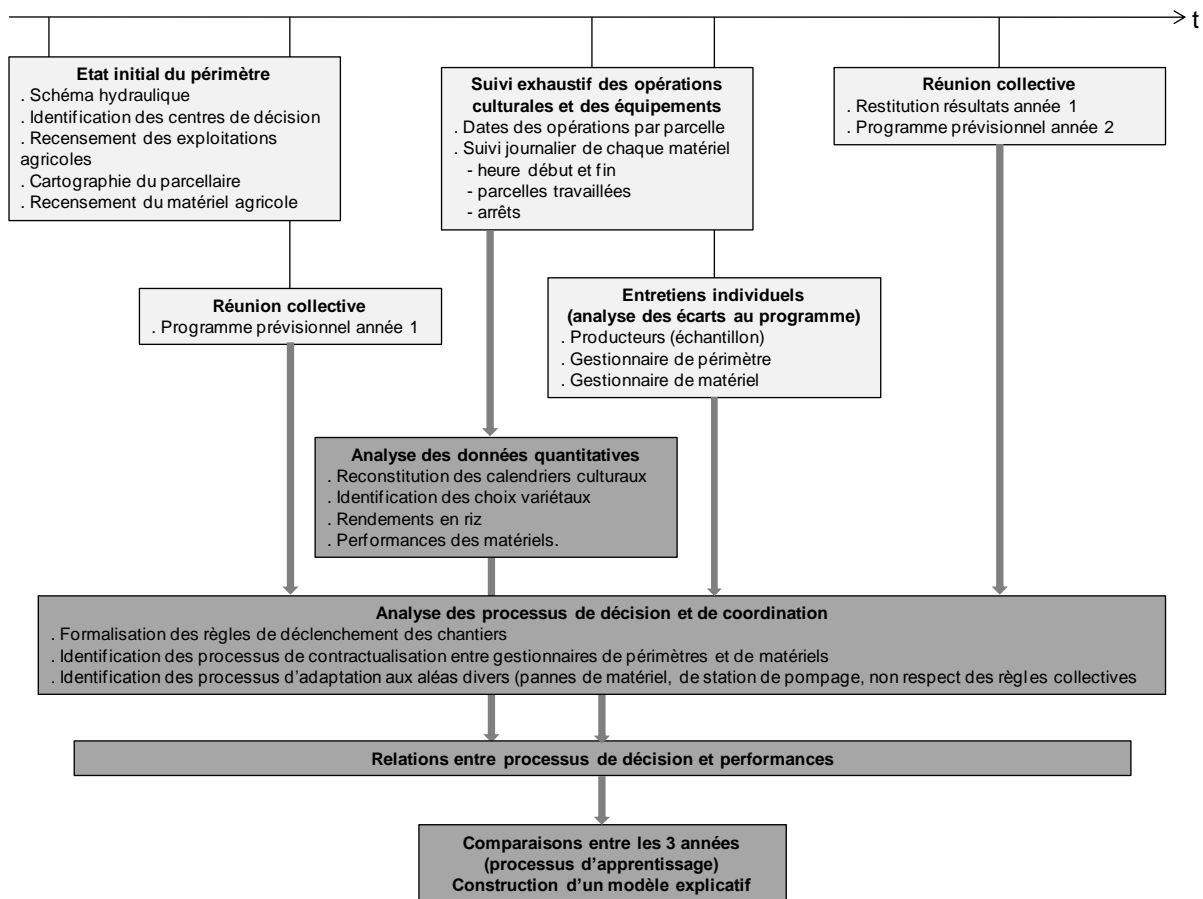 t
Etat initial du périmètre
. Schéma hydraulique
. Identification des centres de décision
. Recensement des exploitations
agricoles
. Cartographie du parcellaire
. Recensement du matériel agricole
Suivi exhaustif des opérations
culturales et des équipements
. Dates des opérations par parcelle
. Suivi journalier de chaque matériel
- heure début et fin
- parcelles travaillées
- arrêts
Réunion collective
. Restitution résultats année 1
. Programme prévisionnel année 2
Réunion collective
. Programme prévisionnel année 1
Entretiens individuels
(analyse des écarts au programme)
. Producteurs (échantillon)
. Gestionnaire de périmètre
. Gestionnaire de matériel
Analyse des données quantitatives
. Reconstitution des calendriers culturaux
. Identification des choix variétaux
. Rendements en riz
. Performances des matériels.
Analyse des processus de décision et de coordination
. Formalisation des règles de déclenchement des chantiers
. Identification des processus de contractualisation entre gestionnaires de périmètres et de matériels
. Identification des processus d'adaptation aux aléas divers (pannes de matériel, de station de pompage, non respect des règles collectives
Relations entre processus de décision et performances
Comparaisons entre les 3 années
(processus d'apprentissage)
Construction d'un modèle explicatif